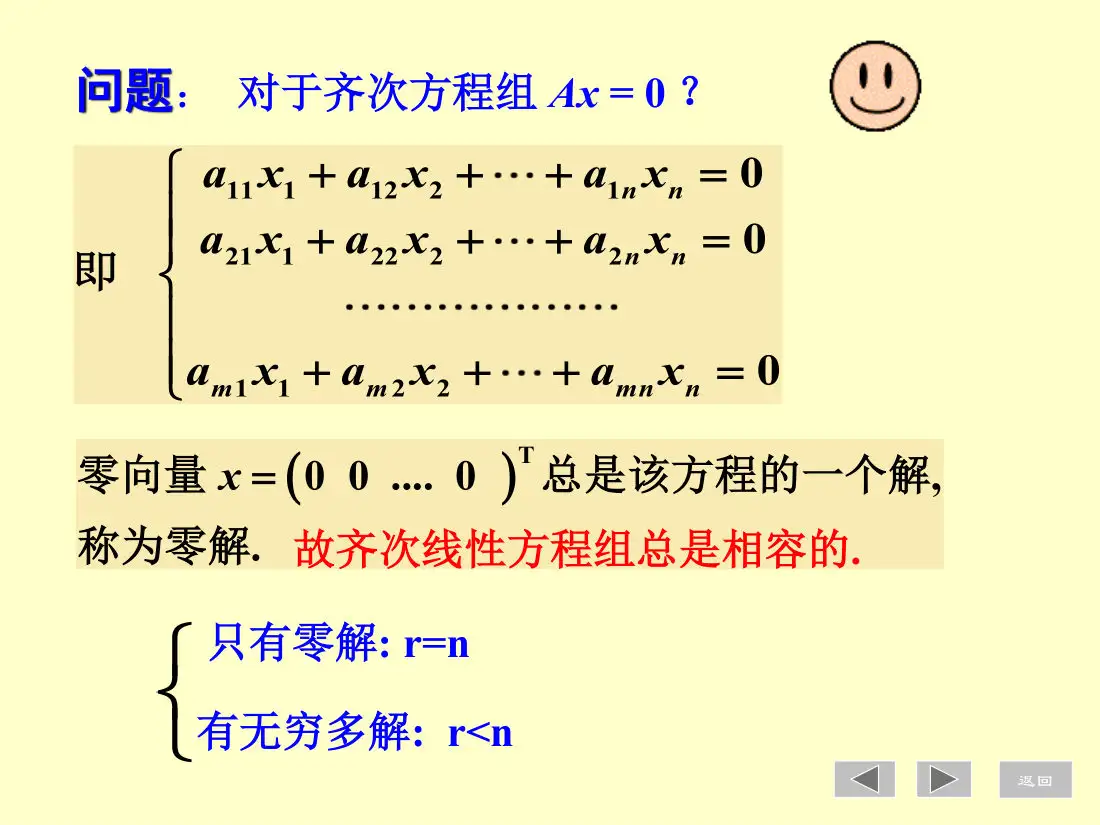 问题： 对于齐次方程组 Ax = 0 ？
a₁₁x₁ + a₁₂x₂ + ⋯ + a₁ₙxₙ = 0
a₂₁x₁ + a₂₂x₂ + ⋯ + a₂ₙxₙ = 0
即
………………
aₘ₁x₁ + aₘ₂x₂ + ⋯ + aₘₙxₙ = 0
零向量 x = (0 0 .... 0 )ᵀ 总是该方程的一个解,
称为零解. 故齐次线性方程组总是相容的.
只有零解: r=n
有无穷多解: r<n
返回